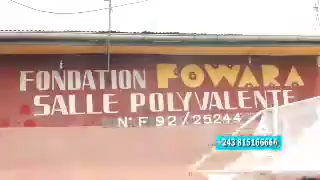 FONDATION FOWARA
SALLE POLYVALENTE
N° F 92/25244
+243 815166666